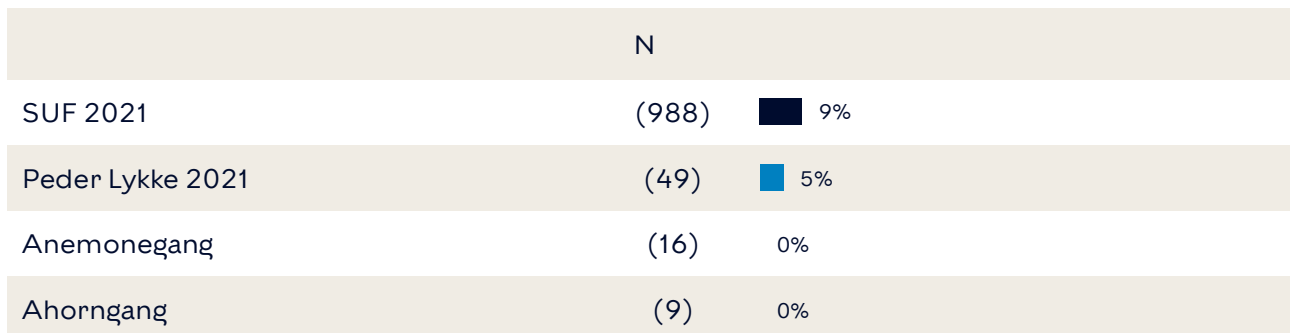 N
SUF 2021 (988) 9%
Peder Lykke 2021 (49) 5%
Anemonegang (16) 0%
Ahorngang (9) 0%